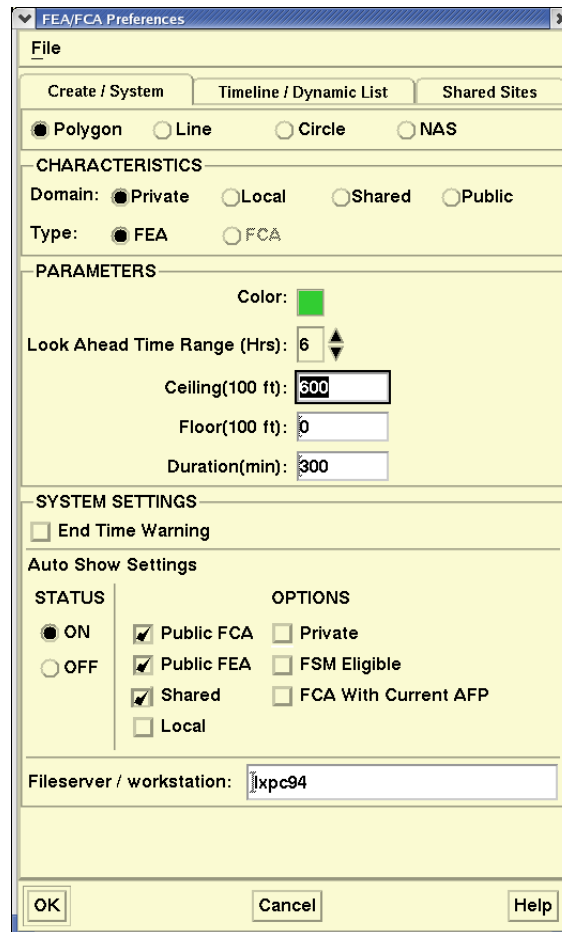 FEA/FCA Preferences
File
Create / System Timeline / Dynamic List Shared Sites
Polygon Line Circle NAS
CHARACTERISTICS
Domain: Private Local Shared Public
Type: FEA FCA
PARAMETERS
Color:
Look Ahead Time Range (Hrs): 6
Ceiling(100 ft): 600
Floor(100 ft): 0
Duration(min): 300
SYSTEM SETTINGS
End Time Warning
Auto Show Settings
STATUS OPTIONS
ON Public FCA Private
OFF Public FEA FSM Eligible
Shared FCA With Current AFP
Local
Fileserver / workstation: lxpc94
OK Cancel Help